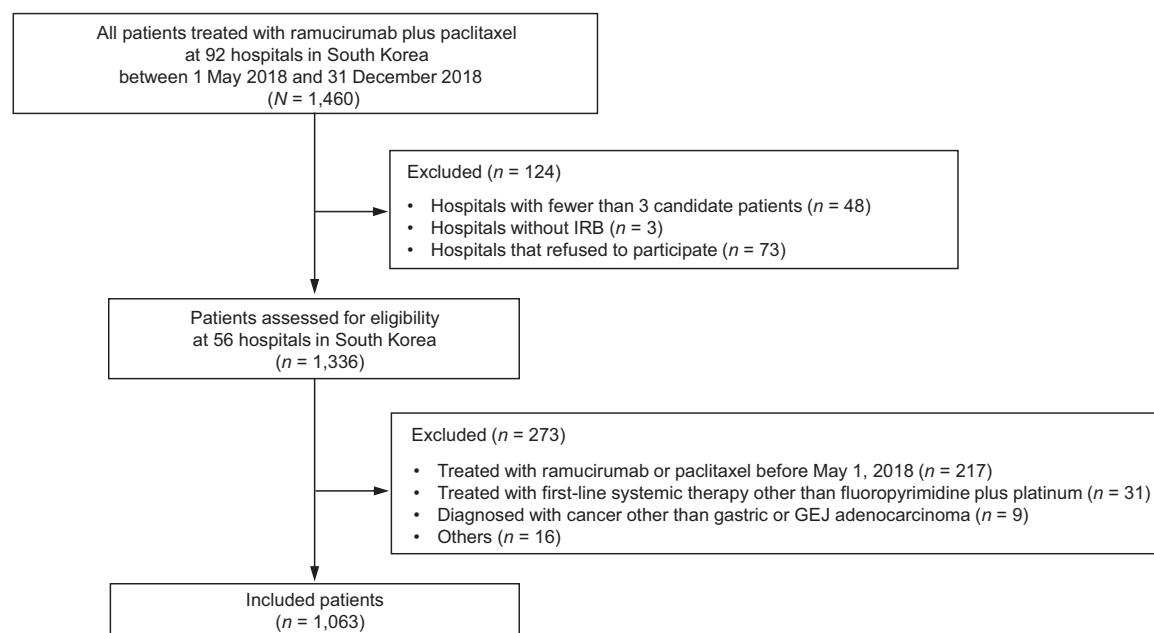 All patients treated with ramucirumab plus paclitaxel
at 92 hospitals in South Korea
between 1 May 2018 and 31 December 2018
(N = 1,460)
Excluded (n = 124)
• Hospitals with fewer than 3 candidate patients (n = 48)
• Hospitals without IRB (n = 3)
• Hospitals that refused to participate (n = 73)
Patients assessed for eligibility
at 56 hospitals in South Korea
(n = 1,336)
Excluded (n = 273)
• Treated with ramucirumab or paclitaxel before May 1, 2018 (n = 217)
• Treated with first-line systemic therapy other than fluoropyrimidine plus platinum (n = 31)
• Diagnosed with cancer other than gastric or GEJ adenocarcinoma (n = 9)
• Others (n = 16)
Included patients
(n = 1,063)